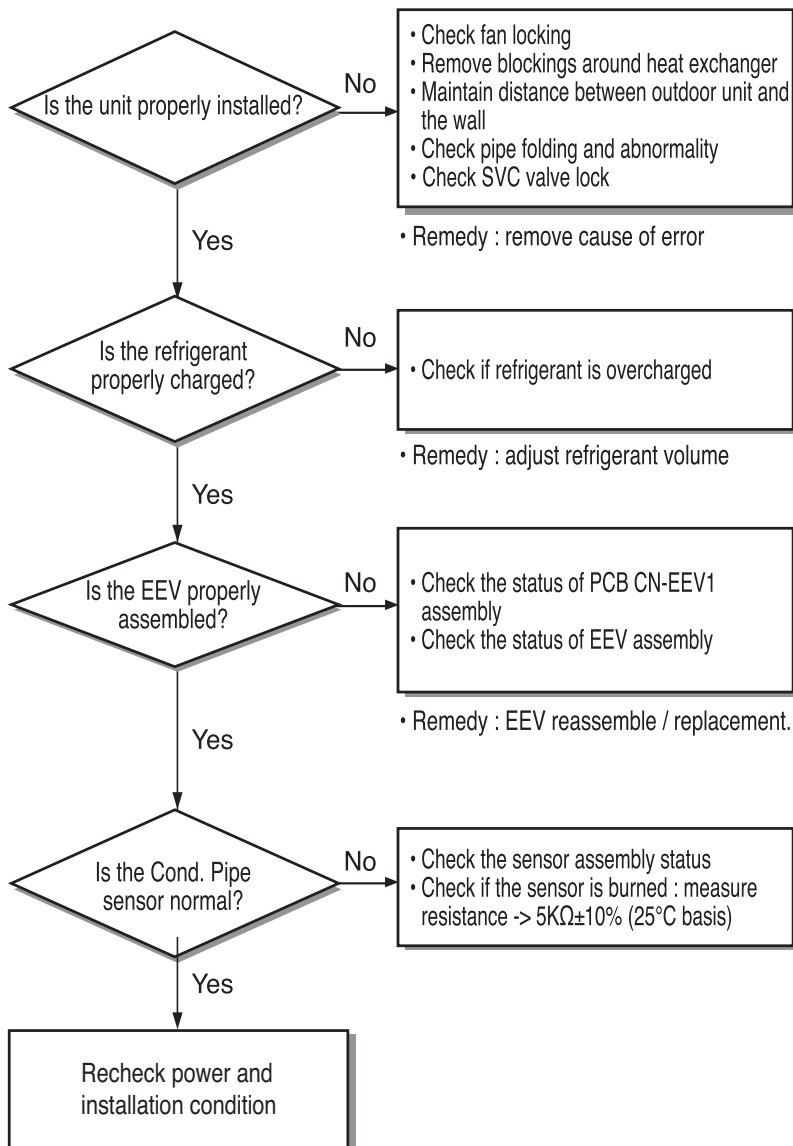 Is the unit properly installed?
No
• Check fan locking
• Remove blockings around heat exchanger
• Maintain distance between outdoor unit and
the wall
• Check pipe folding and abnormality
• Check SVC valve lock
• Remedy : remove cause of error
Yes
Is the refrigerant
properly charged?
No
• Check if refrigerant is overcharged
• Remedy : adjust refrigerant volume
Yes
Is the EEV properly
assembled?
No
• Check the status of PCB CN-EEV1
assembly
• Check the status of EEV assembly
• Remedy : EEV reassemble / replacement.
Yes
Is the Cond. Pipe
sensor normal?
No
• Check the sensor assembly status
• Check if the sensor is burned : measure
resistance -> 5KΩ±10% (25°C basis)
Yes
Recheck power and
installation condition